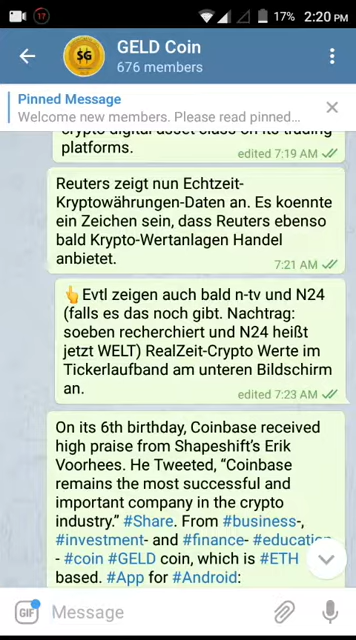 17
17% 2:20 PM
GELD Coin
676 members
Pinned Message
Welcome new members. Please read pinned...
crypto digital asset class on its trading
platforms.
edited 7:19 AM
Reuters zeigt nun Echtzeit-
Kryptowährungen-Daten an. Es koennte
ein Zeichen sein, dass Reuters ebenso
bald Krypto-Wertanlagen Handel
anbietet.
7:21 AM
👆Evtl zeigen auch bald n-tv und N24
(falls es das noch gibt. Nachtrag:
soeben recherchiert und N24 heißt
jetzt WELT) RealZeit-Crypto Werte im
Tickerlaufband am unteren Bildschirm
an.
edited 7:23 AM
On its 6th birthday, Coinbase received
high praise from Shapeshift's Erik
Voorhees. He Tweeted, “Coinbase
remains the most successful and
important company in the crypto
industry.” #Share. From #business-,
#investment- and #finance- #education
- #coin #GELD coin, which is #ETH
based. #App for #Android:
GIF
Message